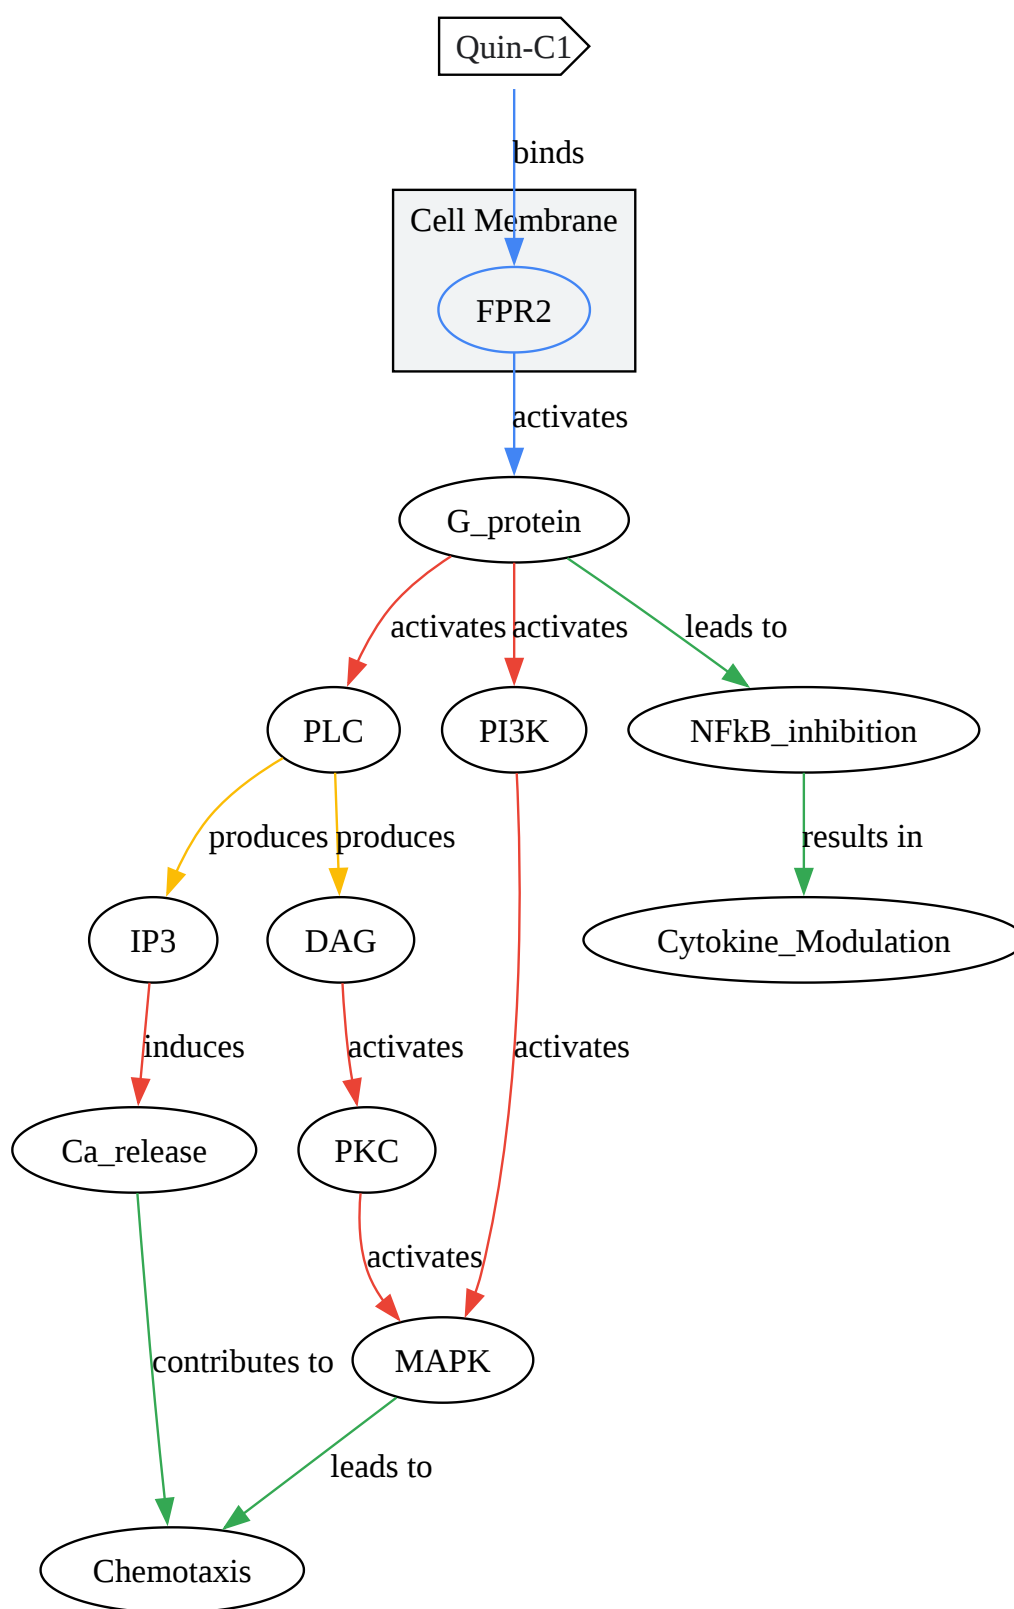 Quin-C1
binds
Cell Membrane
FPR2
activates
G_protein
activates
activates
leads to
PLC
PI3K
NFkB_inhibition
produces
produces
results in
IP3
DAG
Cytokine_Modulation
induces
activates
activates
Ca_release
PKC
activates
contributes to
MAPK
leads to
Chemotaxis